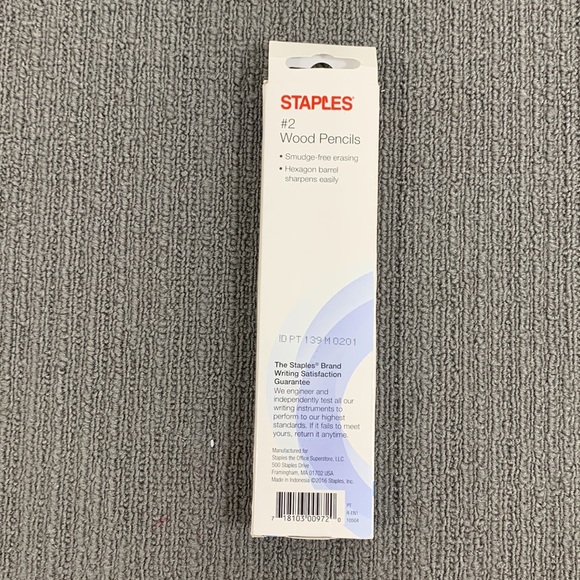 STAPLES®
#2
Wood Pencils
• Smudge-free erasing
• Hexagon barrel
sharpens easily
ID PT 139 M 0201
The Staples® Brand
Writing Satisfaction
Guarantee
We engineer and
independently test all our
writing instruments to
perform to our highest
standards. If it fails to meet
yours, return it anytime.
Manufactured for
Staples the Office Superstore, LLC.
500 Staples Drive
Framingham, MA 01702 USA
Made in Indonesia ©2016 Staples, Inc.
7 18103 00972 0